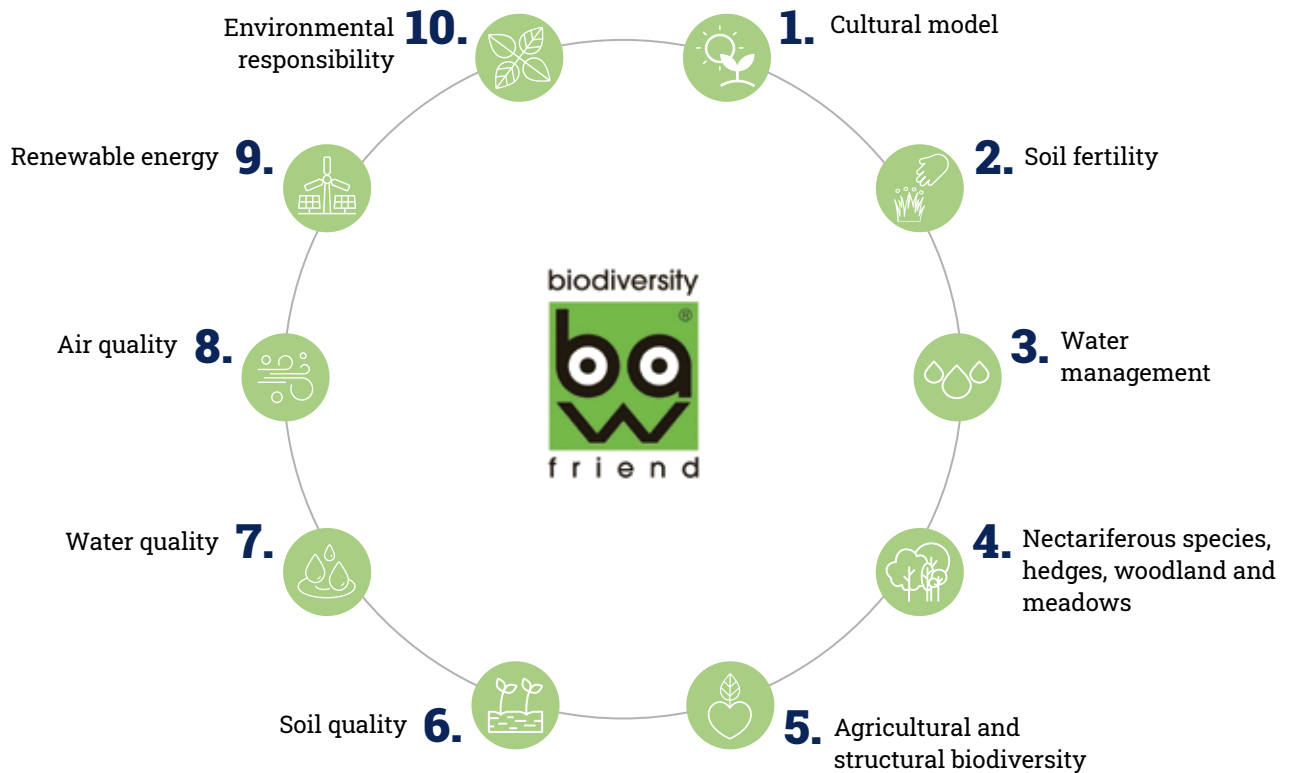 1. Cultural model
2. Soil fertility
3. Water
management
4. Nectariferous species,
hedges, woodland and
meadows
5. Agricultural and
structural biodiversity
6. Soil quality
7. Water quality
8. Air quality
9. Renewable energy
10. Environmental
responsibility
biodiversity
ba
®
w
friend